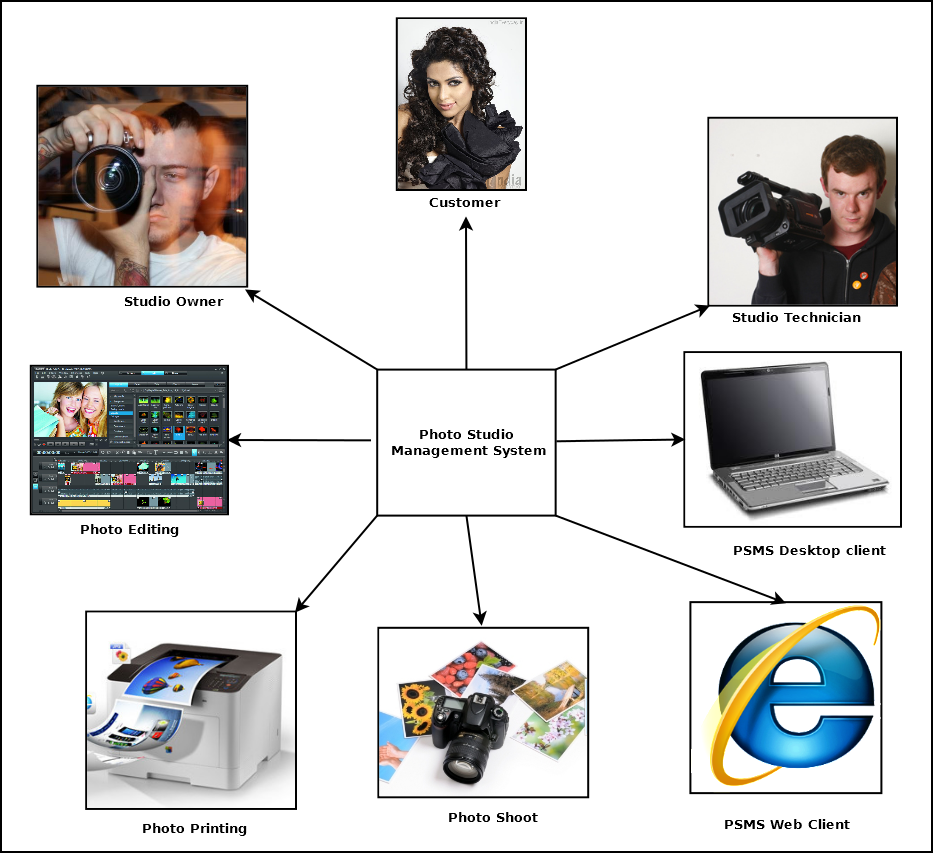 Customer
Studio Owner
Studio Technician
Photo Studio
Management System
Photo Editing
PSMS Desktop client
Photo Printing
Photo Shoot
PSMS Web Client